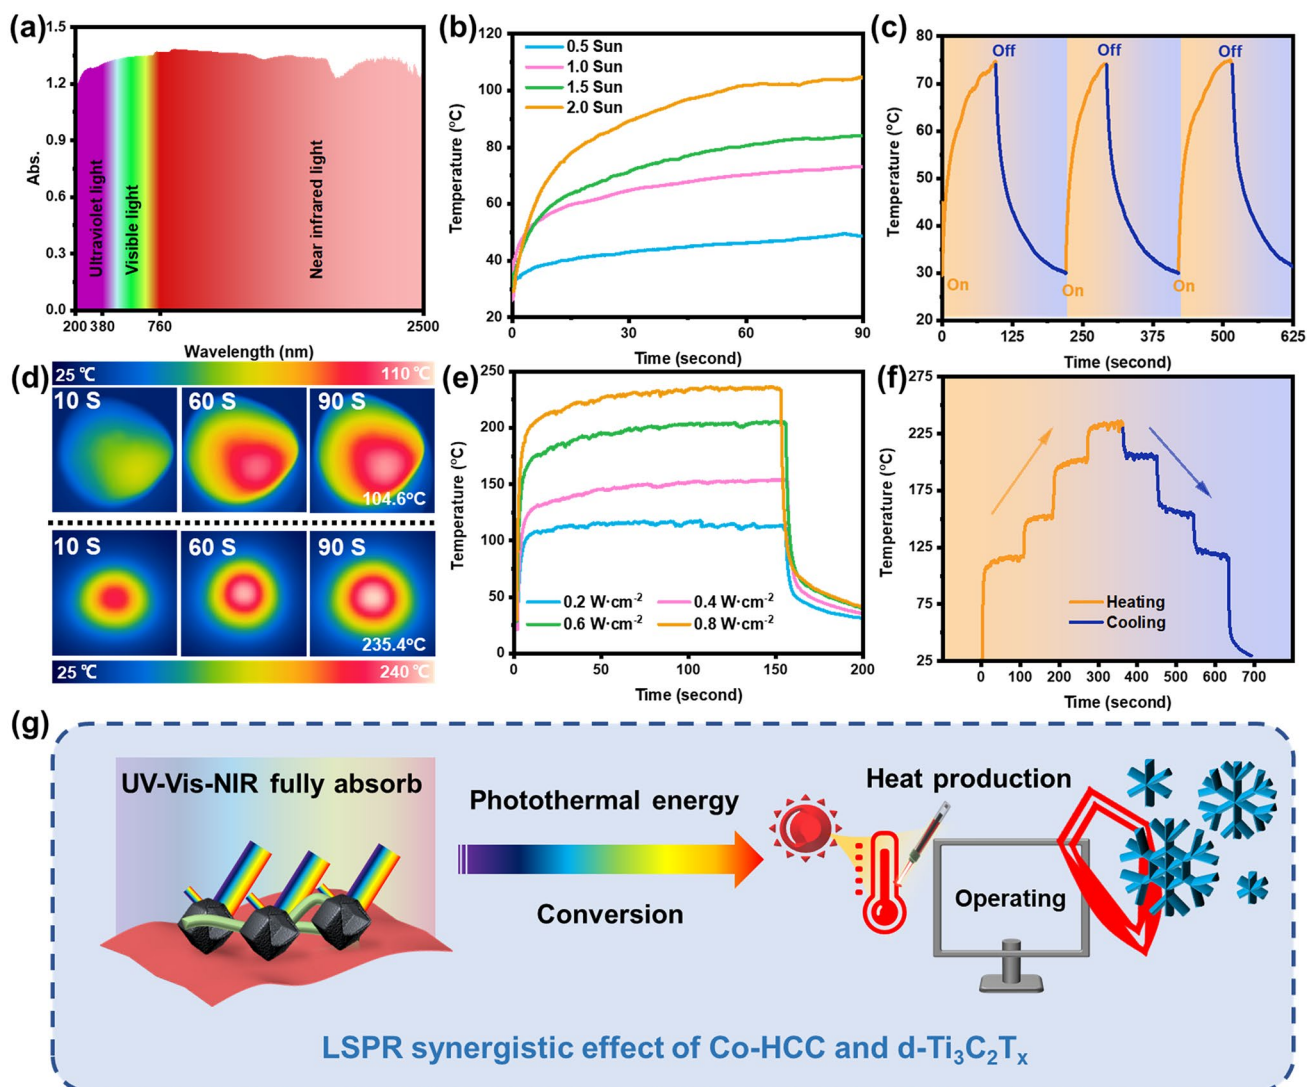 (a)
1.5
1.2
0.9
0.6
0.3
0.0
Abs.
Ultraviolet light
Visible light
Near infrared light
200 380 760 2500
Wavelength (nm)
(b)
120
100
80
60
40
20
Temperature (°C)
0.5 Sun
1.0 Sun
1.5 Sun
2.0 Sun
0 30 60 90
Time (second)
(c)
80
70
60
50
40
30
20
Temperature (°C)
Off Off Off
On On On
0 125 250 375 500 625
Time (second)
(d)
25 ℃ 110 ℃
10 S 60 S 90 S
104.6°C
10 S 60 S 90 S
235.4°C
25 ℃ 240 ℃
(e)
250
200
150
100
50
0
Temperature (°C)
0.2 W·cm⁻² 0.4 W·cm⁻²
0.6 W·cm⁻² 0.8 W·cm⁻²
0 50 100 150 200
Time (second)
(f)
275
225
175
125
75
25
Temperature (°C)
Heating
Cooling
0 100 200 300 400 500 600 700
Time (second)
(g)
UV-Vis-NIR fully absorb
Photothermal energy
Conversion
Heat production
Operating
LSPR synergistic effect of Co-HCC and d-Ti₃C₂Tₓ